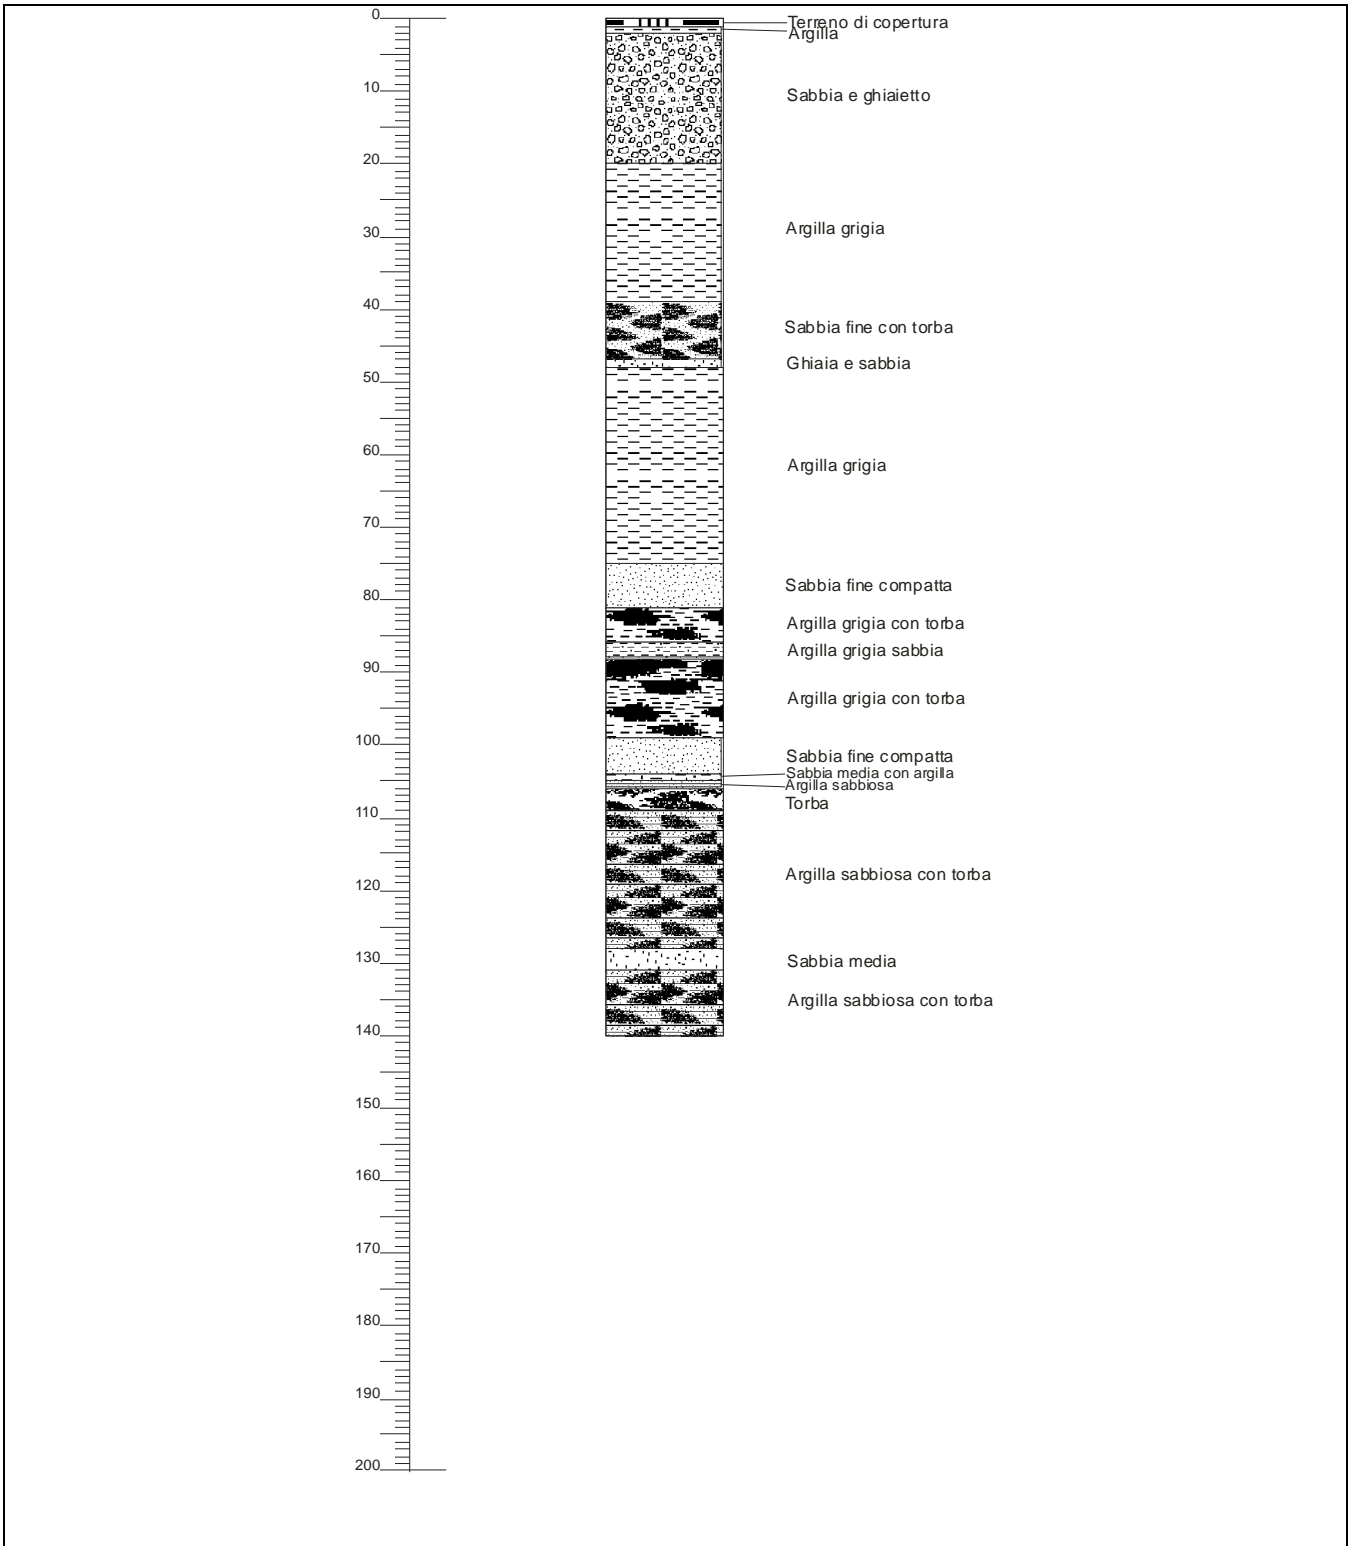 0
Terreno di copertura
Argilla
10
Sabbia e ghiaietto
20
30
Argilla grigia
40
Sabbia fine con torba
Ghiaia e sabbia
50
60
Argilla grigia
70
80
Sabbia fine compatta
Argilla grigia con torba
Argilla grigia sabbia
90
Argilla grigia con torba
100
Sabbia fine compatta
Sabbia media con argilla
Argilla sabbiosa
Torba
110
Argilla sabbiosa con torba
120
130
Sabbia media
Argilla sabbiosa con torba
140
150
160
170
180
190
200